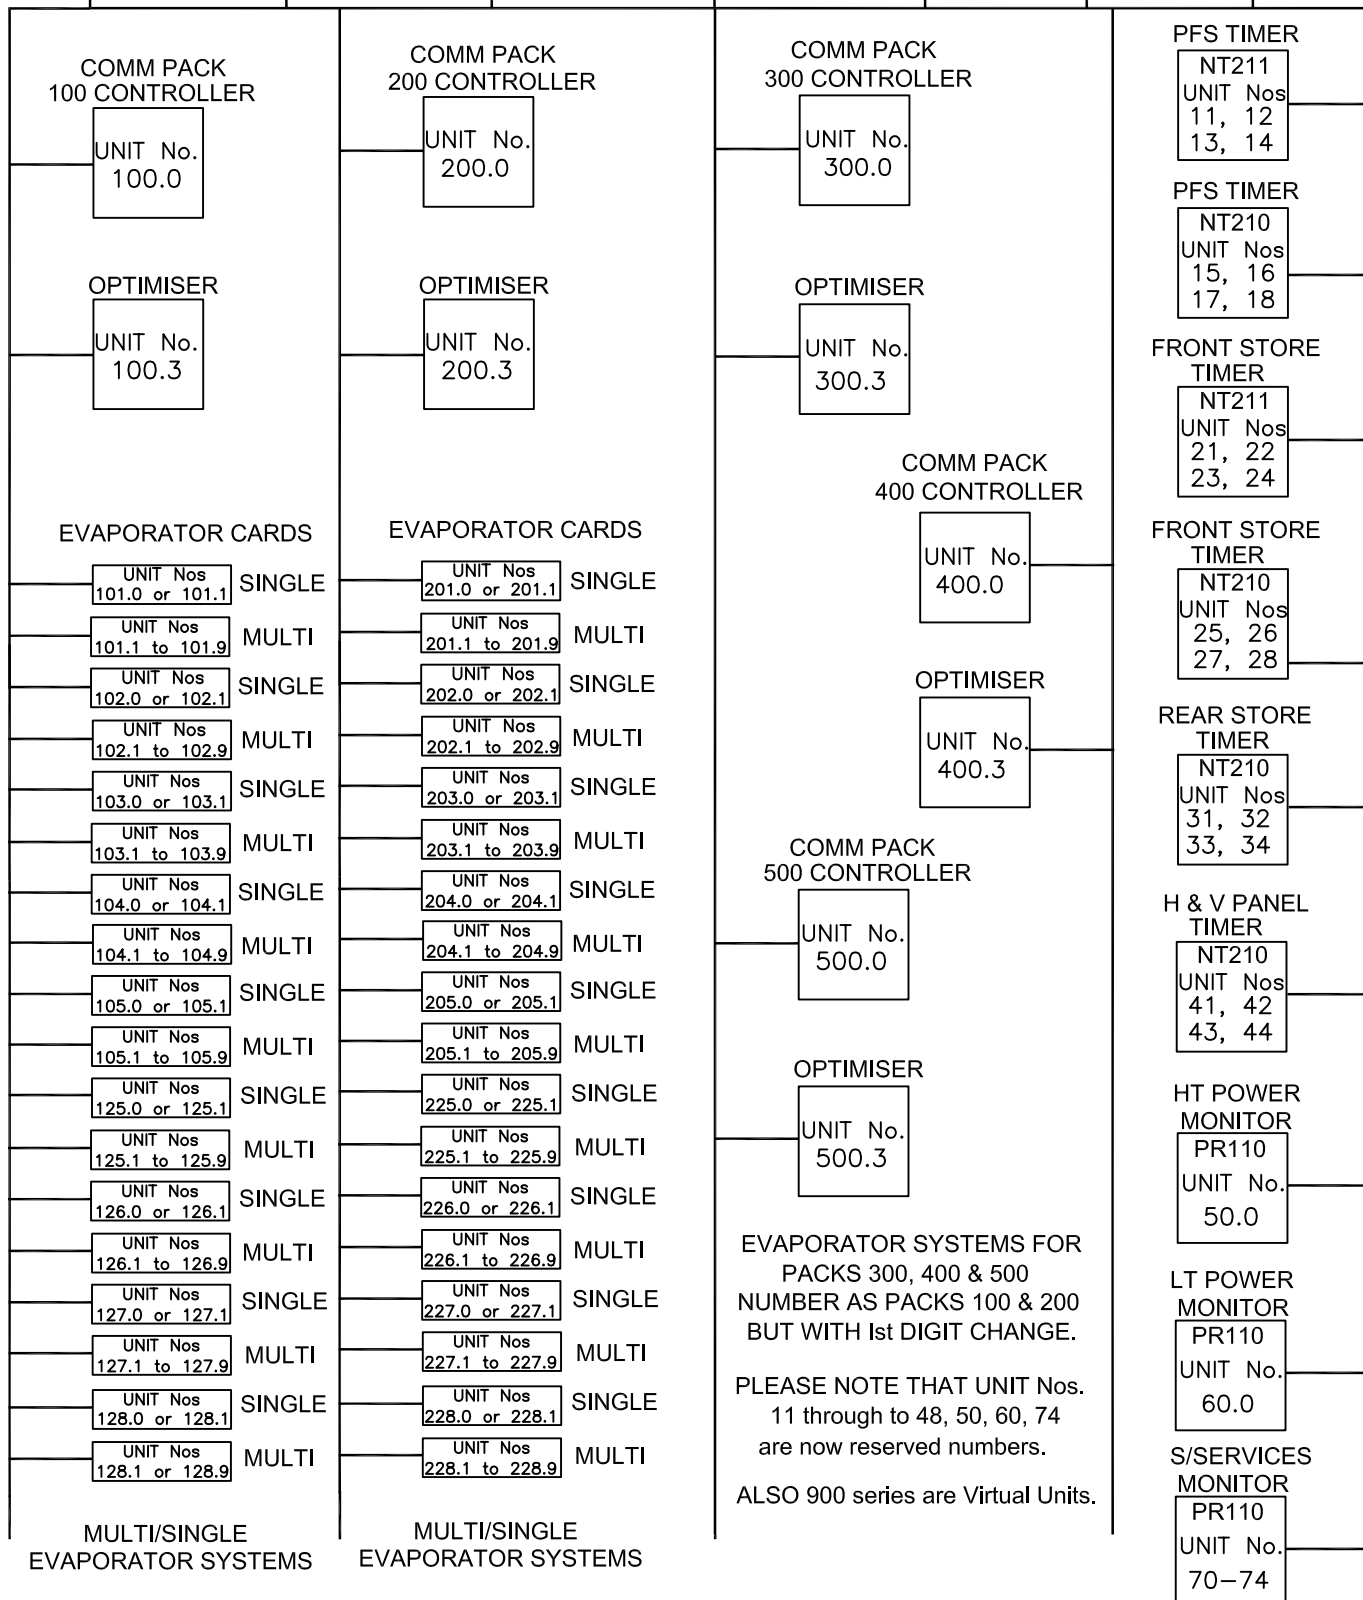 COMM PACK
100 CONTROLLER
UNIT No.
100.0
OPTIMISER
UNIT No.
100.3
EVAPORATOR CARDS
UNIT Nos
101.0 or 101.1
SINGLE
UNIT Nos
101.1 to 101.9
MULTI
UNIT Nos
102.0 or 102.1
SINGLE
UNIT Nos
102.1 to 102.9
MULTI
UNIT Nos
103.0 or 103.1
SINGLE
UNIT Nos
103.1 to 103.9
MULTI
UNIT Nos
104.0 or 104.1
SINGLE
UNIT Nos
104.1 to 104.9
MULTI
UNIT Nos
105.0 or 105.1
SINGLE
UNIT Nos
105.1 to 105.9
MULTI
UNIT Nos
125.0 or 125.1
SINGLE
UNIT Nos
125.1 to 125.9
MULTI
UNIT Nos
126.0 or 126.1
SINGLE
UNIT Nos
126.1 to 126.9
MULTI
UNIT Nos
127.0 or 127.1
SINGLE
UNIT Nos
127.1 to 127.9
MULTI
UNIT Nos
128.0 or 128.1
SINGLE
UNIT Nos
128.1 or 128.9
MULTI
MULTI/SINGLE
EVAPORATOR SYSTEMS
COMM PACK
200 CONTROLLER
UNIT No.
200.0
OPTIMISER
UNIT No.
200.3
EVAPORATOR CARDS
UNIT Nos
201.0 or 201.1
SINGLE
UNIT Nos
201.1 to 201.9
MULTI
UNIT Nos
202.0 or 202.1
SINGLE
UNIT Nos
202.1 to 202.9
MULTI
UNIT Nos
203.0 or 203.1
SINGLE
UNIT Nos
203.1 to 203.9
MULTI
UNIT Nos
204.0 or 204.1
SINGLE
UNIT Nos
204.1 to 204.9
MULTI
UNIT Nos
205.0 or 205.1
SINGLE
UNIT Nos
205.1 to 205.9
MULTI
UNIT Nos
225.0 or 225.1
SINGLE
UNIT Nos
225.1 to 225.9
MULTI
UNIT Nos
226.0 or 226.1
SINGLE
UNIT Nos
226.1 to 226.9
MULTI
UNIT Nos
227.0 or 227.1
SINGLE
UNIT Nos
227.1 to 227.9
MULTI
UNIT Nos
228.0 or 228.1
SINGLE
UNIT Nos
228.1 to 228.9
MULTI
MULTI/SINGLE
EVAPORATOR SYSTEMS
COMM PACK
300 CONTROLLER
UNIT No.
300.0
OPTIMISER
UNIT No.
300.3
COMM PACK
400 CONTROLLER
UNIT No.
400.0
OPTIMISER
UNIT No.
400.3
COMM PACK
500 CONTROLLER
UNIT No.
500.0
OPTIMISER
UNIT No.
500.3
EVAPORATOR SYSTEMS FOR
PACKS 300, 400 & 500
NUMBER AS PACKS 100 & 200
BUT WITH Ist DIGIT CHANGE.
PLEASE NOTE THAT UNIT Nos.
11 through to 48, 50, 60, 74
are now reserved numbers.
ALSO 900 series are Virtual Units.
PFS TIMER
NT211
UNIT Nos
11, 12
13, 14
PFS TIMER
NT210
UNIT Nos
15, 16
17, 18
FRONT STORE
TIMER
NT211
UNIT Nos
21, 22
23, 24
FRONT STORE
TIMER
NT210
UNIT Nos
25, 26
27, 28
REAR STORE
TIMER
NT210
UNIT Nos
31, 32
33, 34
H & V PANEL
TIMER
NT210
UNIT Nos
41, 42
43, 44
HT POWER
MONITOR
PR110
UNIT No.
50.0
LT POWER
MONITOR
PR110
UNIT No.
60.0
S/SERVICES
MONITOR
PR110
UNIT No.
70-74